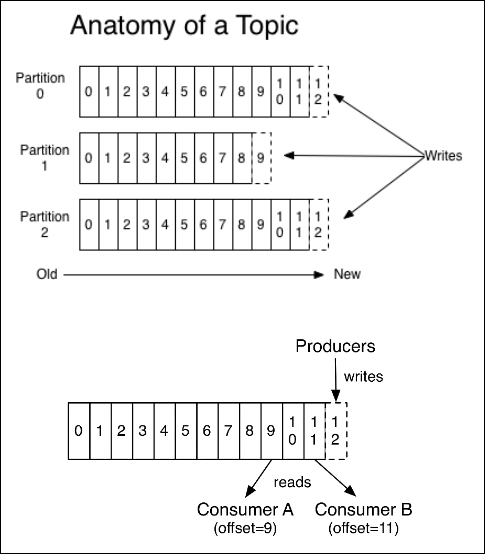 Anatomy of a Topic
Partition
0
0 1 2 3 4 5 6 7 8 9 10 11 12
Partition
1
0 1 2 3 4 5 6 7 8 9
Writes
Partition
2
0 1 2 3 4 5 6 7 8 9 10 11 12
Old New
Producers
writes
0 1 2 3 4 5 6 7 8 9 10 11 12
reads
Consumer A Consumer B
(offset=9) (offset=11)